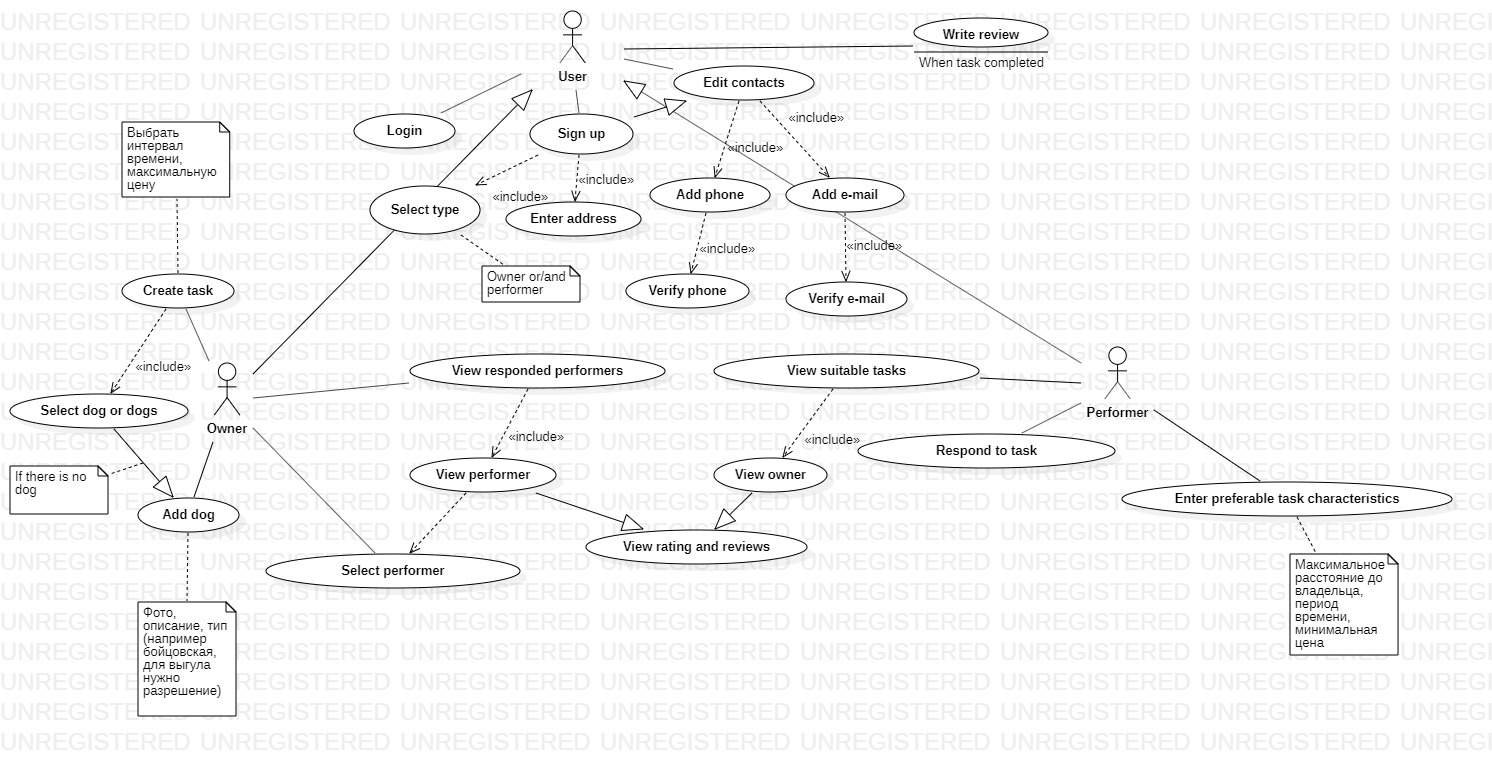 Write review
When task completed
User
Edit contacts
«include»
Login
Sign up
«include»
Выбрать
интервал
времени,
максимальную
цену
«include»
«include»
Add phone
Add e-mail
Select type
Enter address
«include»
«include»
Owner or/and
performer
Create task
Verify phone
Verify e-mail
«include»
View responded performers
View suitable tasks
Select dog or dogs
Owner
Performer
«include»
«include»
Respond to task
If there is no
dog
View performer
View owner
Enter preferable task characteristics
Add dog
View rating and reviews
Select performer
Максимальное
расстояние до
владельца,
период
времени,
минимальная
цена
Фото,
описание, тип
(например
бойцовская,
для выгула
нужно
разрешение)
UNREGISTERED